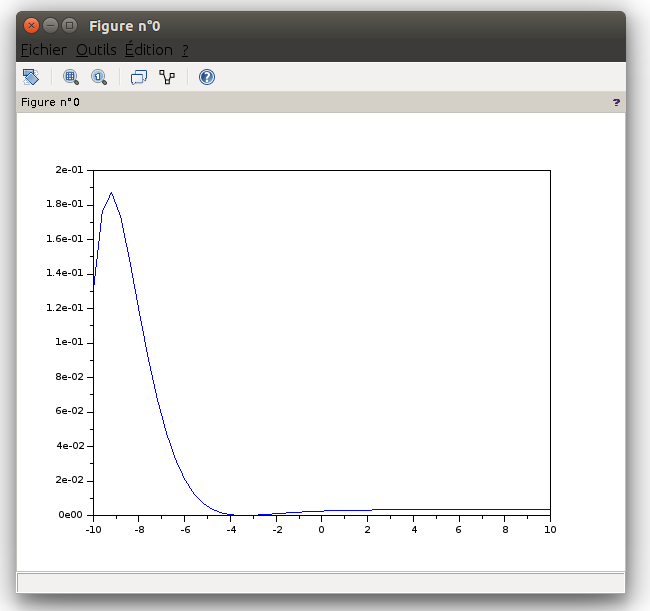 Figure n°0
Fichier Outils Édition ?
Figure n°0 ?
2e-01
1.8e-01
1.6e-01
1.4e-01
1.2e-01
1e-01
8e-02
6e-02
4e-02
2e-02
0e00
-10 -8 -6 -4 -2 0 2 4 6 8 10